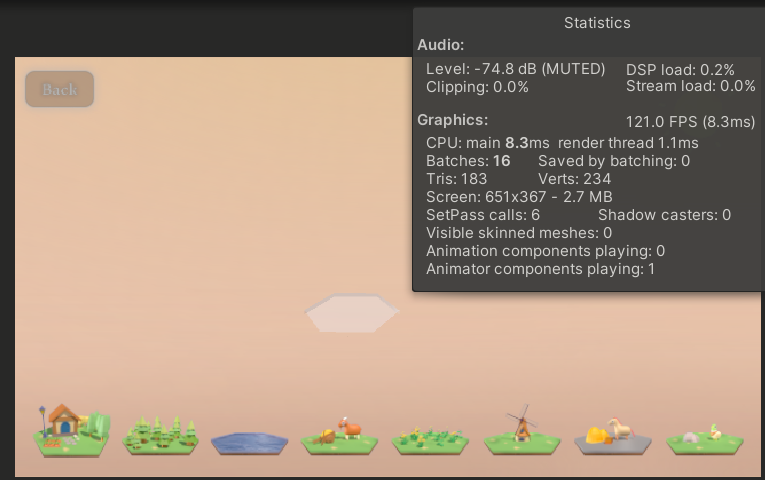 Statistics
Audio:
Level: -74.8 dB (MUTED) DSP load: 0.2%
Clipping: 0.0% Stream load: 0.0%
Graphics: 121.0 FPS (8.3ms)
CPU: main 8.3ms render thread 1.1ms
Batches: 16 Saved by batching: 0
Tris: 183 Verts: 234
Screen: 651x367 - 2.7 MB
SetPass calls: 6 Shadow casters: 0
Visible skinned meshes: 0
Animation components playing: 0
Animator components playing: 1
Back